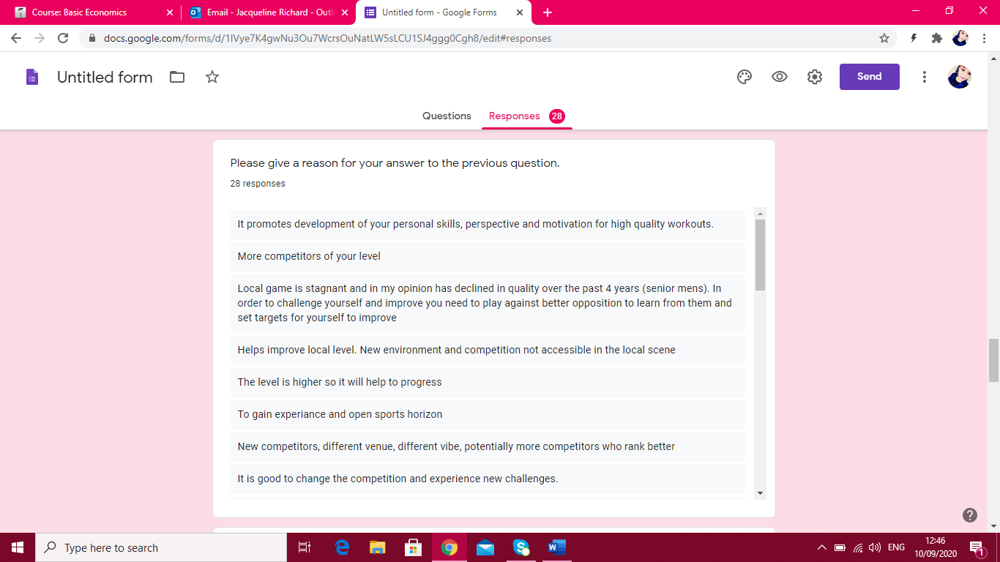 Course: Basic Economics
Email - Jacqueline Richard - Outl
Untitled form - Google Forms
docs.google.com/forms/d/1IVye7K4gwNu3Ou7WcrsOuNatLW5sLCU1SJ4ggg0Cgh8/edit#responses
Untitled form
Send
Questions
Responses 28
Please give a reason for your answer to the previous question.
28 responses
It promotes development of your personal skills, perspective and motivation for high quality workouts.
More competitors of your level
Local game is stagnant and in my opinion has declined in quality over the past 4 years (senior mens). In
order to challenge yourself and improve you need to play against better opposition to learn from them and
set targets for yourself to improve
Helps improve local level. New environment and competition not accessible in the local scene
The level is higher so it will help to progress
To gain experiance and open sports horizon
New competitors, different venue, different vibe, potentially more competitors who rank better
It is good to change the competition and experience new challenges.
Type here to search
ENG
12:46
10/09/2020
1